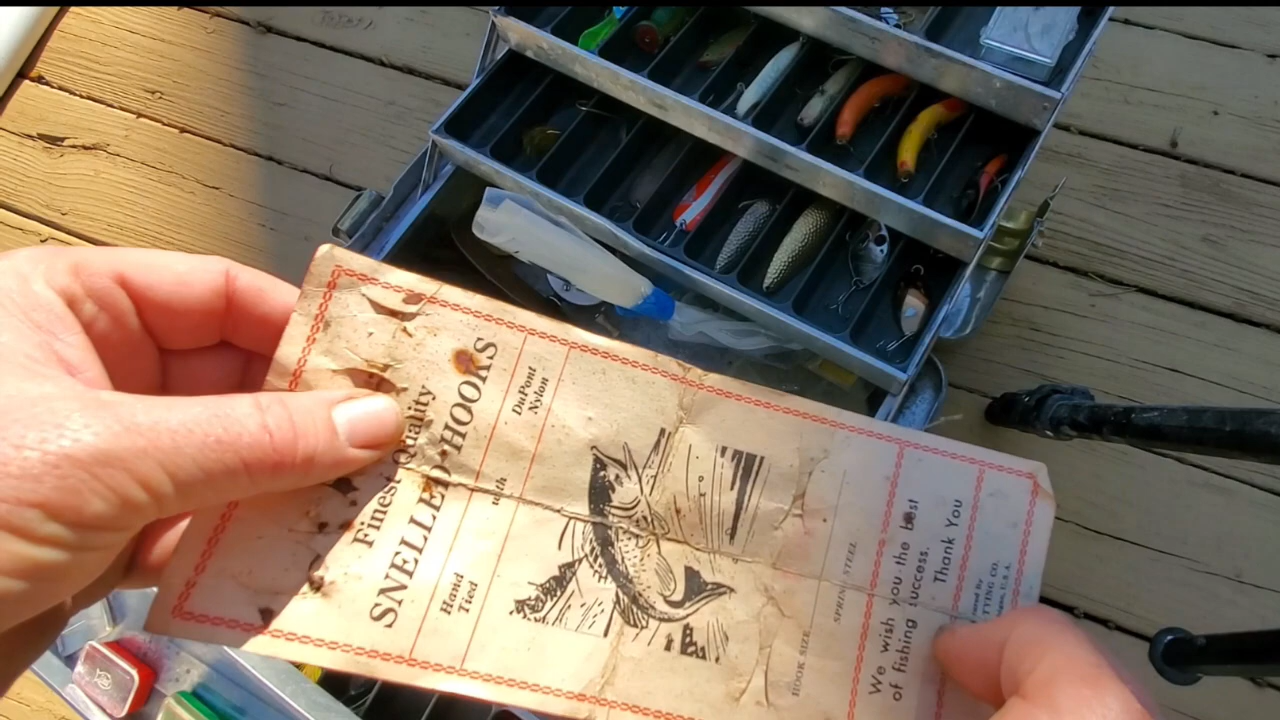 Finest Quality
SNELLED HOOKS
Hand Tied with DuPont Nylon
HOOK SIZE
SPRING STEEL
We wish you the best
of fishing success.
Thank You
TYING CO.
U.S.A.